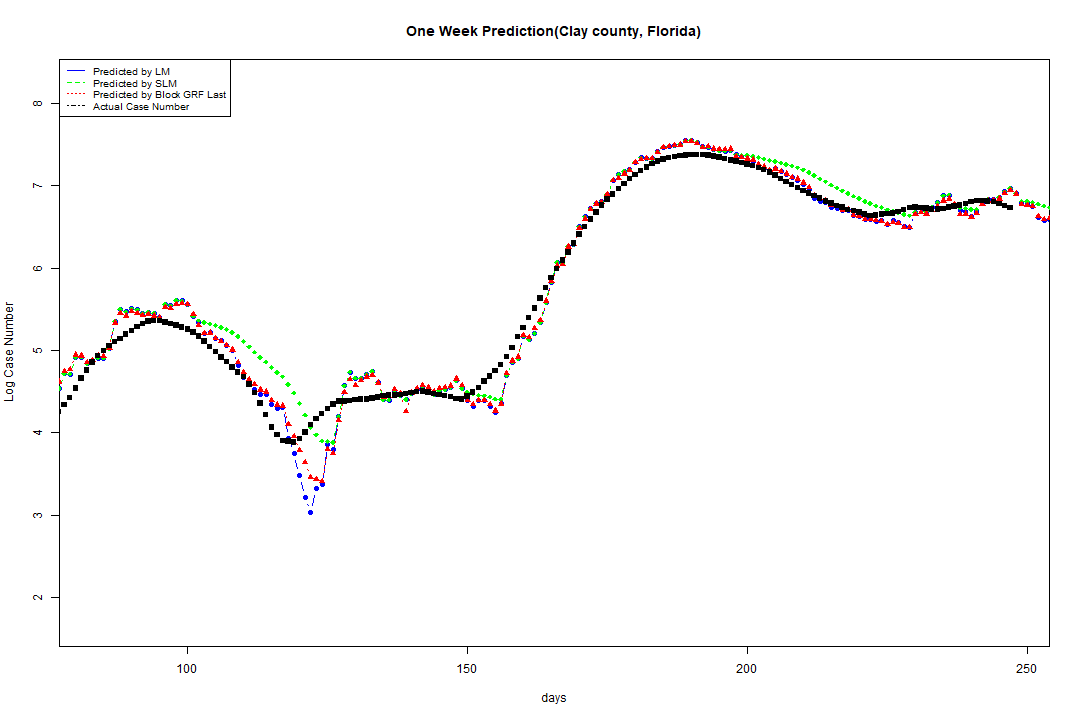 One Week Prediction(Clay county, Florida)
Predicted by LM
Predicted by SLM
Predicted by Block GRF Last
Actual Case Number
8
7
6
5
4
3
2
Log Case Number
100 150 200 250
days